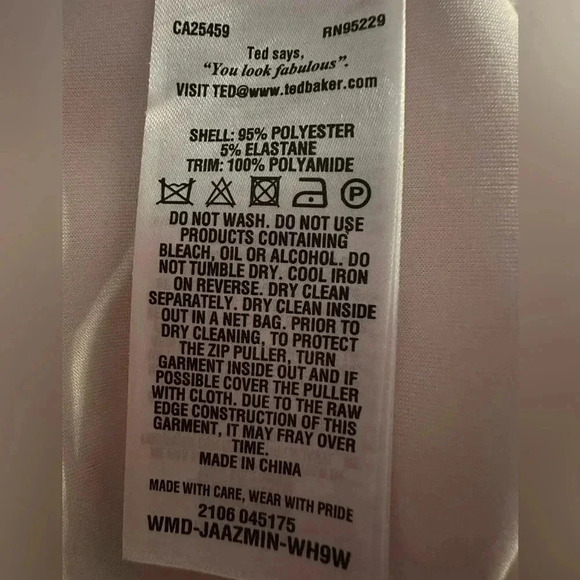 CA25459 RN95229
Ted says,
"You look fabulous".
VISIT TED@www.tedbaker.com
SHELL: 95% POLYESTER
5% ELASTANE
TRIM: 100% POLYAMIDE
P
DO NOT WASH. DO NOT USE
PRODUCTS CONTAINING
BLEACH, OIL OR ALCOHOL. DO
NOT TUMBLE DRY. COOL IRON
ON REVERSE. DRY CLEAN
SEPARATELY. DRY CLEAN INSIDE
OUT IN A NET BAG. PRIOR TO
DRY CLEANING, TO PROTECT
THE ZIP PULLER, TURN
GARMENT INSIDE OUT AND IF
POSSIBLE COVER THE PULLER
WITH CLOTH. DUE TO THE RAW
EDGE CONSTRUCTION OF THIS
GARMENT, IT MAY FRAY OVER
TIME.
MADE IN CHINA
MADE WITH CARE, WEAR WITH PRIDE
2106 045175
WMD-JAAZMIN-WH9W